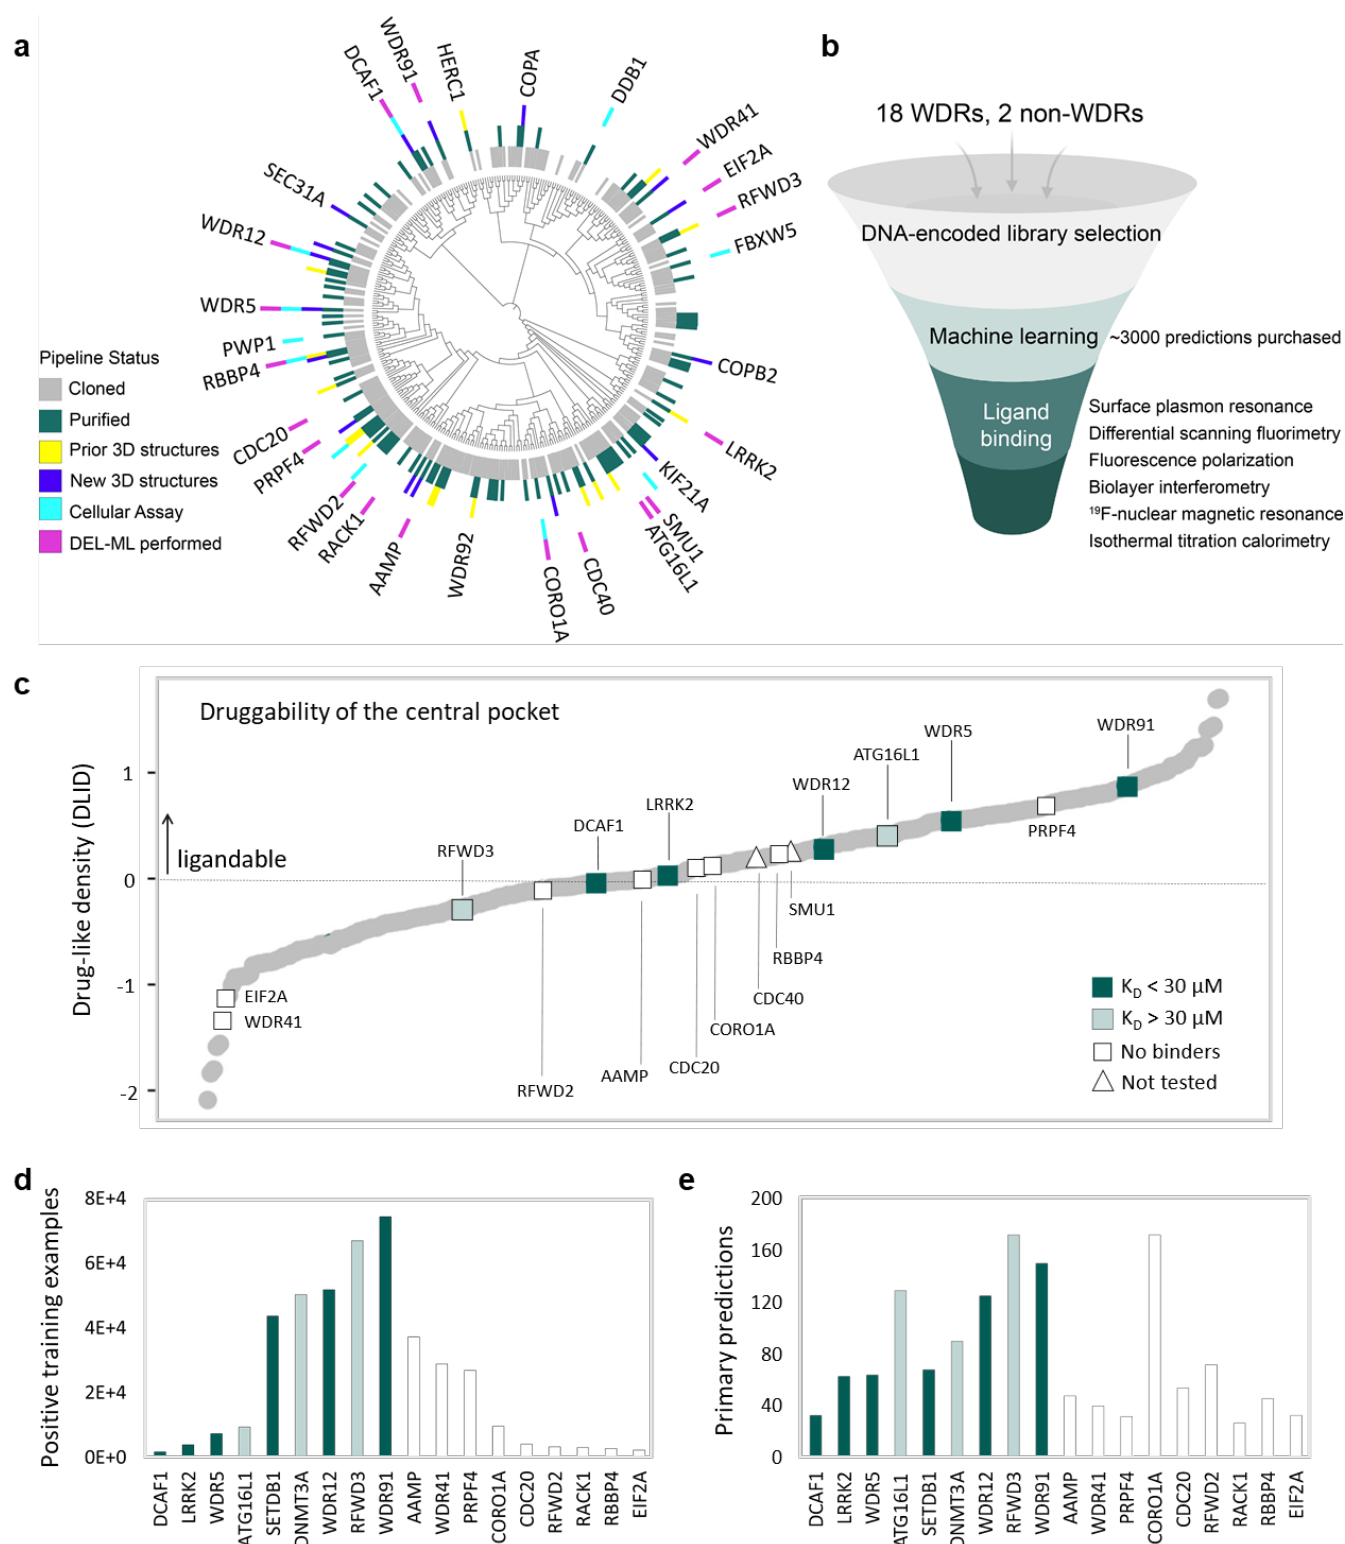 a
WDR91
DCAF1
HERC1
COPA
DDB1
WDR41
EIF2A
RFWD3
FBXW5
SEC31A
WDR12
WDR5
PWP1
RBBP4
COPB2
LRRK2
KIF21A
SMU1
ATG16L1
CDC40
CORO1A
WDR92
AAMP
RACK1
RFWD2
PRPF4
CDC20
Pipeline Status
Cloned
Purified
Prior 3D structures
New 3D structures
Cellular Assay
DEL-ML performed
b
18 WDRs, 2 non-WDRs
DNA-encoded library selection
Machine learning
~3000 predictions purchased
Ligand
binding
Surface plasmon resonance
Differential scanning fluorimetry
Fluorescence polarization
Biolayer interferometry
¹⁹F-nuclear magnetic resonance
Isothermal titration calorimetry
c
Druggability of the central pocket
Drug-like density (DLID)
1
0
-1
-2
ligandable
EIF2A
WDR41
RFWD3
RFWD2
DCAF1
AAMP
LRRK2
CDC20
CORO1A
CDC40
RBBP4
SMU1
WDR12
ATG16L1
WDR5
PRPF4
WDR91
K_D < 30 µM
K_D > 30 µM
No binders
Not tested
d
Positive training examples
8E+4
6E+4
4E+4
2E+4
0E+0
DCAF1
LRRK2
WDR5
ATG16L1
SETDB1
DNMT3A
WDR12
RFWD3
WDR91
AAMP
WDR41
PRPF4
CORO1A
CDC20
RFWD2
RACK1
RBBP4
EIF2A
e
Primary predictions
200
160
120
80
40
0
DCAF1
LRRK2
WDR5
ATG16L1
SETDB1
DNMT3A
WDR12
RFWD3
WDR91
AAMP
WDR41
PRPF4
CORO1A
CDC20
RFWD2
RACK1
RBBP4
EIF2A